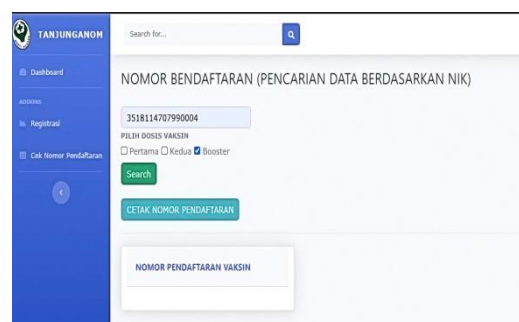 TANJUNGANOM
Search for...
Dashboard
ADDONS
Registrasi
Cek Nomor Pendaftaran
NOMOR BENDAFTARAN (PENCARIAN DATA BERDASARKAN NIK)
3518114707990004
PILIH DOSIS VAKSIN
Pertama Kedua Booster
Search
CETAK NOMOR PENDAFTARAN
NOMOR PENDAFTARAN VAKSIN